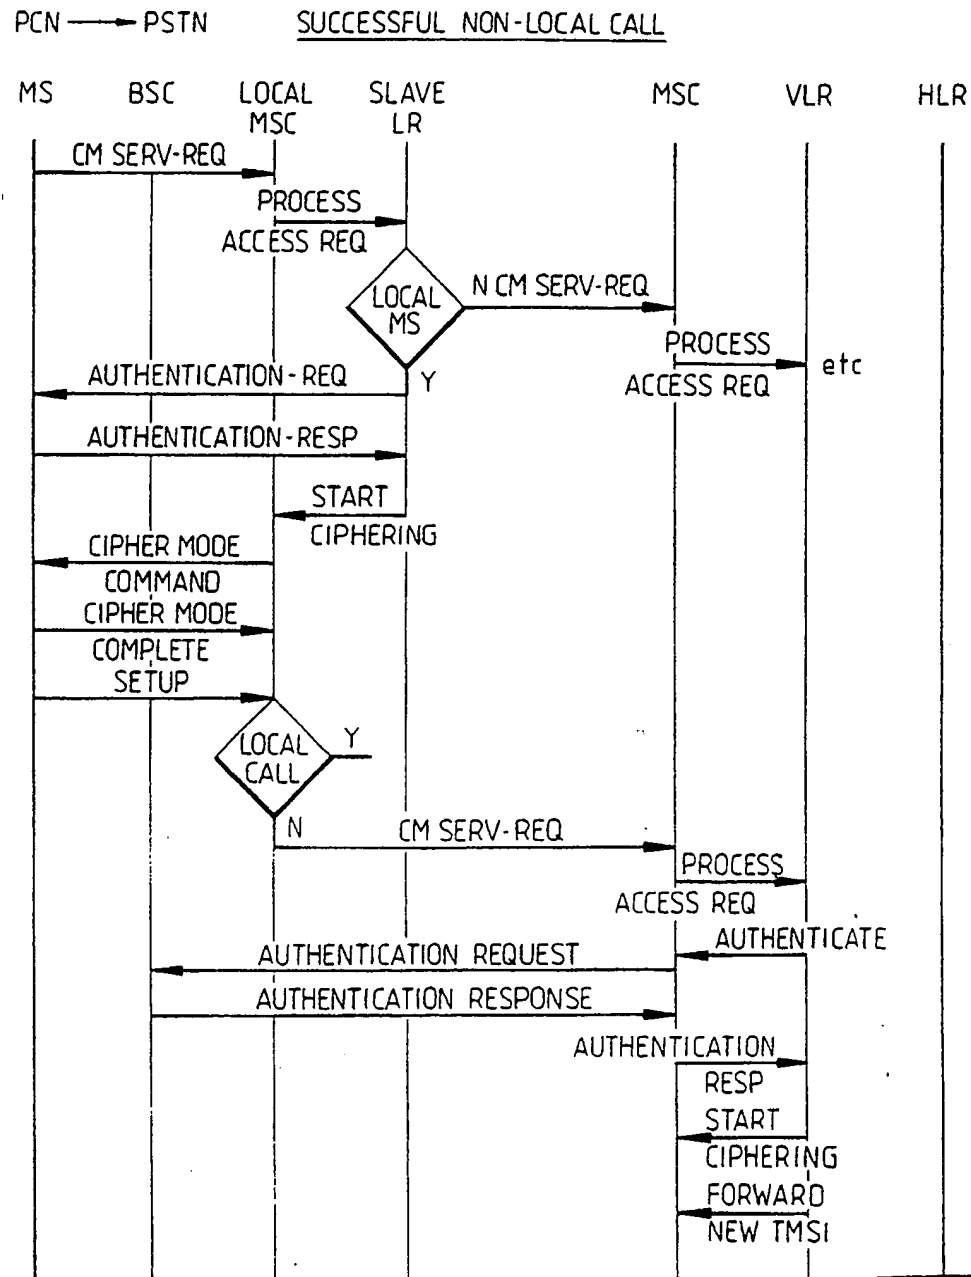 PCN → PSTN SUCCESSFUL NON-LOCAL CALL
MS BSC LOCAL MSC SLAVE LR MSC VLR HLR
CM SERV-REQ
PROCESS
ACCESS REQ
LOCAL
MS
N CM SERV-REQ
PROCESS
ACCESS REQ
etc
Y
AUTHENTICATION-REQ
AUTHENTICATION-RESP
START
CIPHERING
CIPHER MODE
COMMAND
CIPHER MODE
COMPLETE
SETUP
LOCAL
CALL
Y
N
CM SERV-REQ
PROCESS
ACCESS REQ
AUTHENTICATE
AUTHENTICATION REQUEST
AUTHENTICATION RESPONSE
AUTHENTICATION
RESP
START
CIPHERING
FORWARD
NEW TMSI